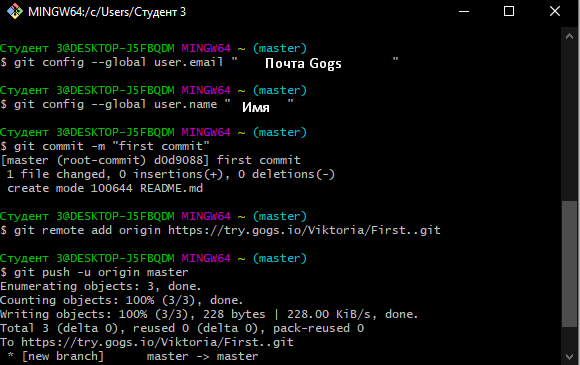 MINGW64:/c/Users/Студент 3
Студент 3@DESKTOP-J5FBQDM MINGW64 ~ (master)
$ git config --global user.email " Почта Gogs "
Студент 3@DESKTOP-J5FBQDM MINGW64 ~ (master)
$ git config --global user.name " Имя "
Студент 3@DESKTOP-J5FBQDM MINGW64 ~ (master)
$ git commit -m "first commit"
[master (root-commit) d0d9088] first commit
1 file changed, 0 insertions(+), 0 deletions(-)
create mode 100644 README.md
Студент 3@DESKTOP-J5FBQDM MINGW64 ~ (master)
$ git remote add origin https://try.gogs.io/Viktoria/First..git
Студент 3@DESKTOP-J5FBQDM MINGW64 ~ (master)
$ git push -u origin master
Enumerating objects: 3, done.
Counting objects: 100% (3/3), done.
Writing objects: 100% (3/3), 228 bytes | 228.00 KiB/s, done.
Total 3 (delta 0), reused 0 (delta 0), pack-reused 0
To https://try.gogs.io/Viktoria/First..git
* [new branch] master -> master